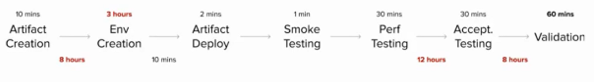 10 mins
Artifact
Creation
8 hours
3 hours
Env
Creation
10 mins
2 mins
Artifact
Deploy
1 min
Smoke
Testing
30 mins
Perf
Testing
12 hours
30 mins
Accept.
Testing
8 hours
60 mins
Validation